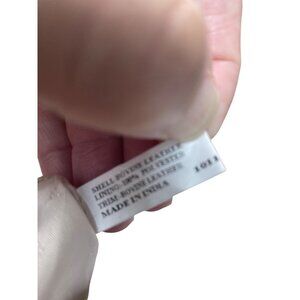 SHELL: BOVINE LEATHER
LINING: 100% POLYESTER
TRIM: BOVINE LEATHER
MADE IN INDIA